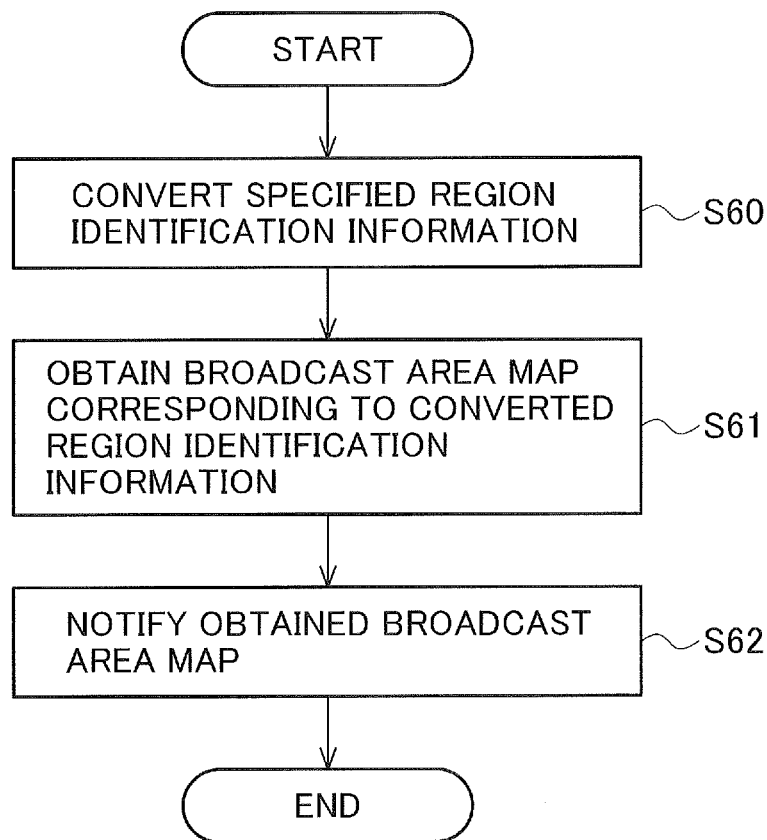 START
CONVERT SPECIFIED REGION
IDENTIFICATION INFORMATION
S60
OBTAIN BROADCAST AREA MAP
CORRESPONDING TO CONVERTED
REGION IDENTIFICATION
INFORMATION
S61
NOTIFY OBTAINED BROADCAST
AREA MAP
S62
END